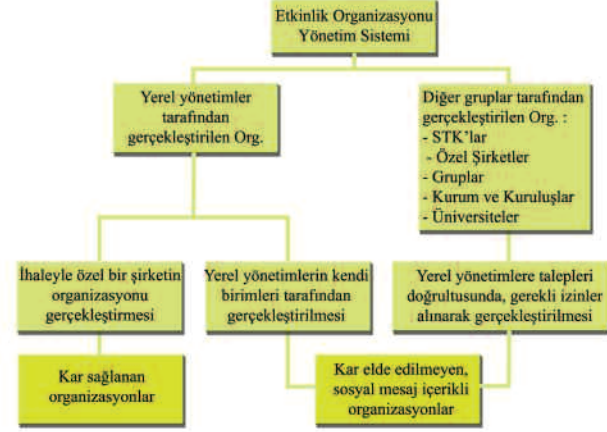 Etkinlik Organizasyonu
Yönetim Sistemi
Yerel yönetimler
tarafından
gerçekleştirilen Org.
Diğer gruplar tarafından
gerçekleştirilen Org. :
- STK'lar
- Özel Şirketler
- Gruplar
- Kurum ve Kuruluşlar
- Üniversiteler
İhaleyle özel bir şirketin
organizasyonu
gerçekleştirmesi
Yerel yönetimlerin kendi
birimleri tarafından
gerçekleştirilmesi
Yerel yönetimlere talepleri
doğrultusunda, gerekli izinler
alınarak gerçekleştirilmesi
Kar sağlanan
organizasyonlar
Kar elde edilmeyen,
sosyal mesaj içerikli
organizasyonlar